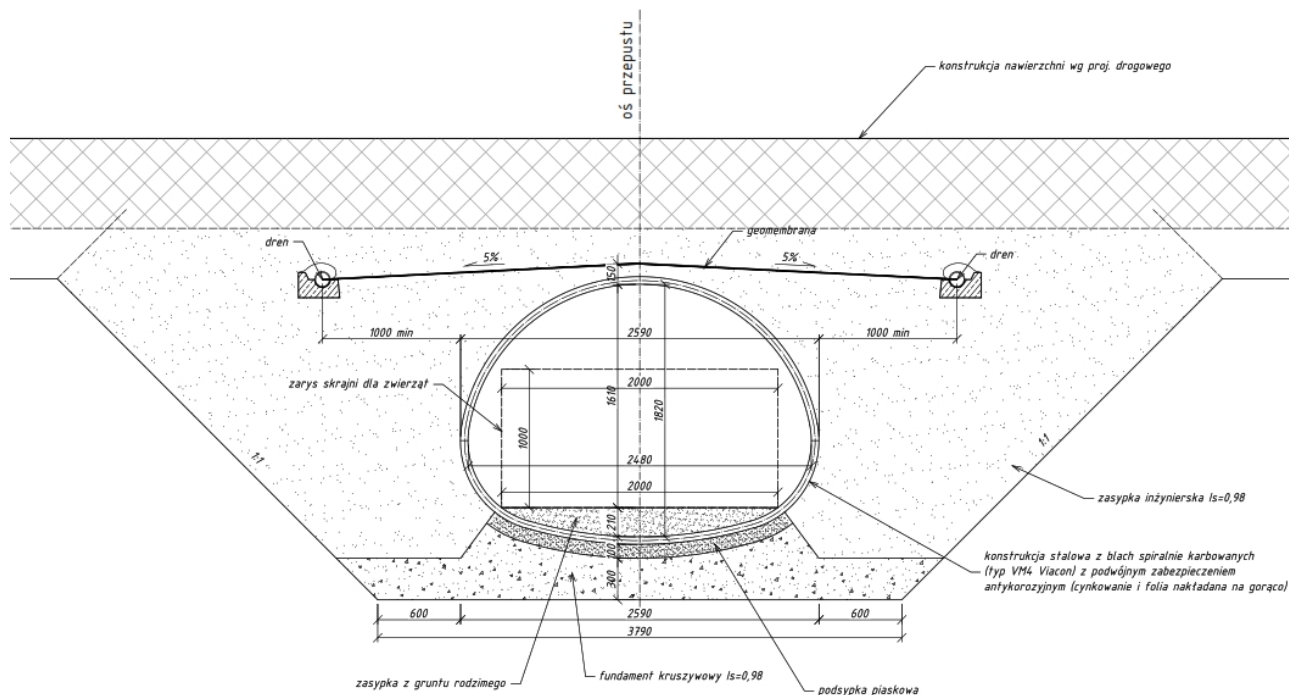 oś przepustu
konstrukcja nawierzchni wg proj. drogowego
geomembrana
dren
5%
5%
dren
150
1000 min
2590
1000 min
zarys skrajni dla zwierząt
2000
1610
1820
1000
1:1
1:1
2480
2000
zasypka inżynierska Is=0,98
210
100
300
konstrukcja stalowa z blach spiralnie karbowanych
(typ VM4 Viacon) z podwójnym zabezpieczeniem
antykorozyjnym (cynkowanie i folia nakładana na gorąco)
600
2590
600
3790
zasypka z gruntu rodzimego
fundament kruszywowy Is=0,98
podsypka piaskowa